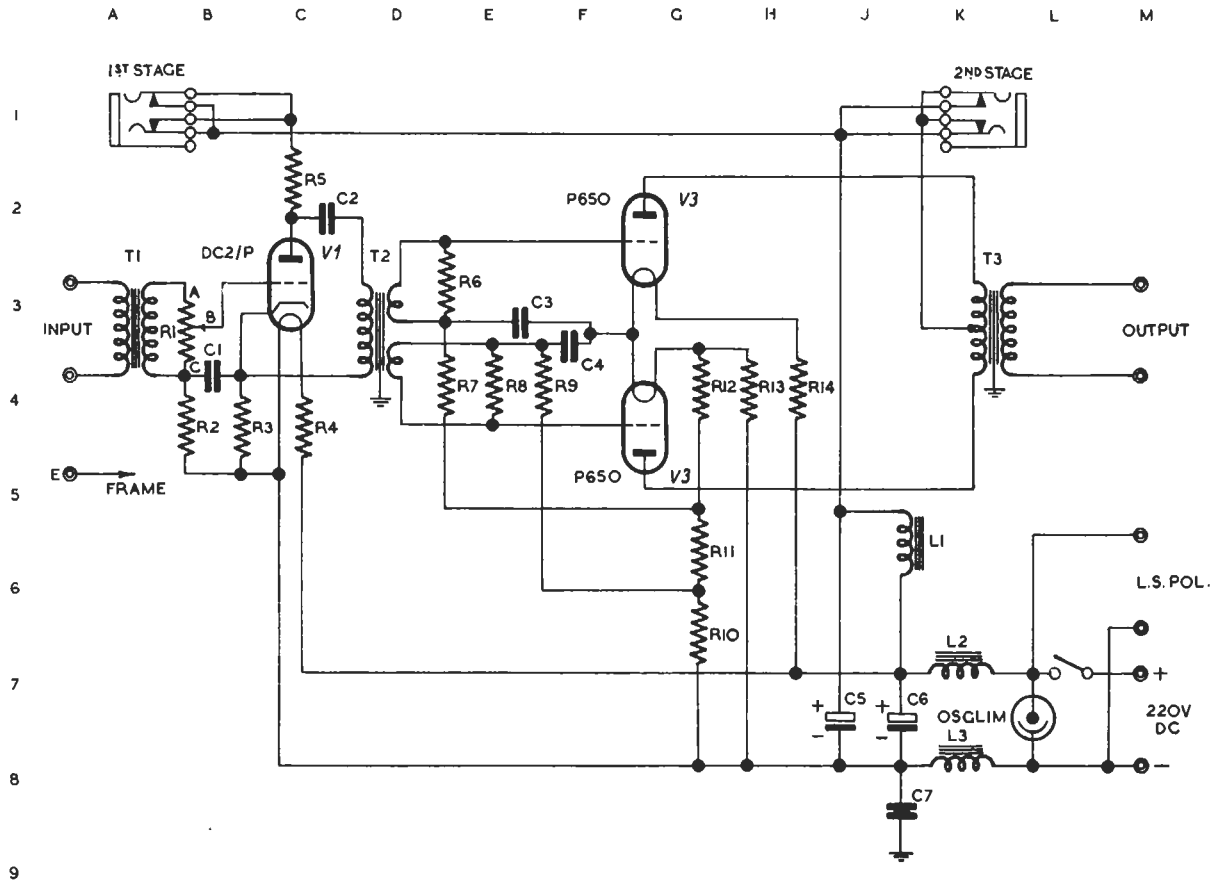 A B C D E F G H J K L M
1ST STAGE
2ND STAGE
1
R5
C2
2
P650 V3
T1
DC2/P V1
T2
T3
R6
A
3
C3
INPUT
R1
B
OUTPUT
C1
C4
C
R7 R8 R9 R12 R13 R14
4
R2 R3 R4
E
FRAME
P650 V3
5
L1
R11
L.S. POL.
6
R10
L2
7
+
+ C5
+ C6
OSGLIM
220V
DC
-
-
L3
-
8
C7
9